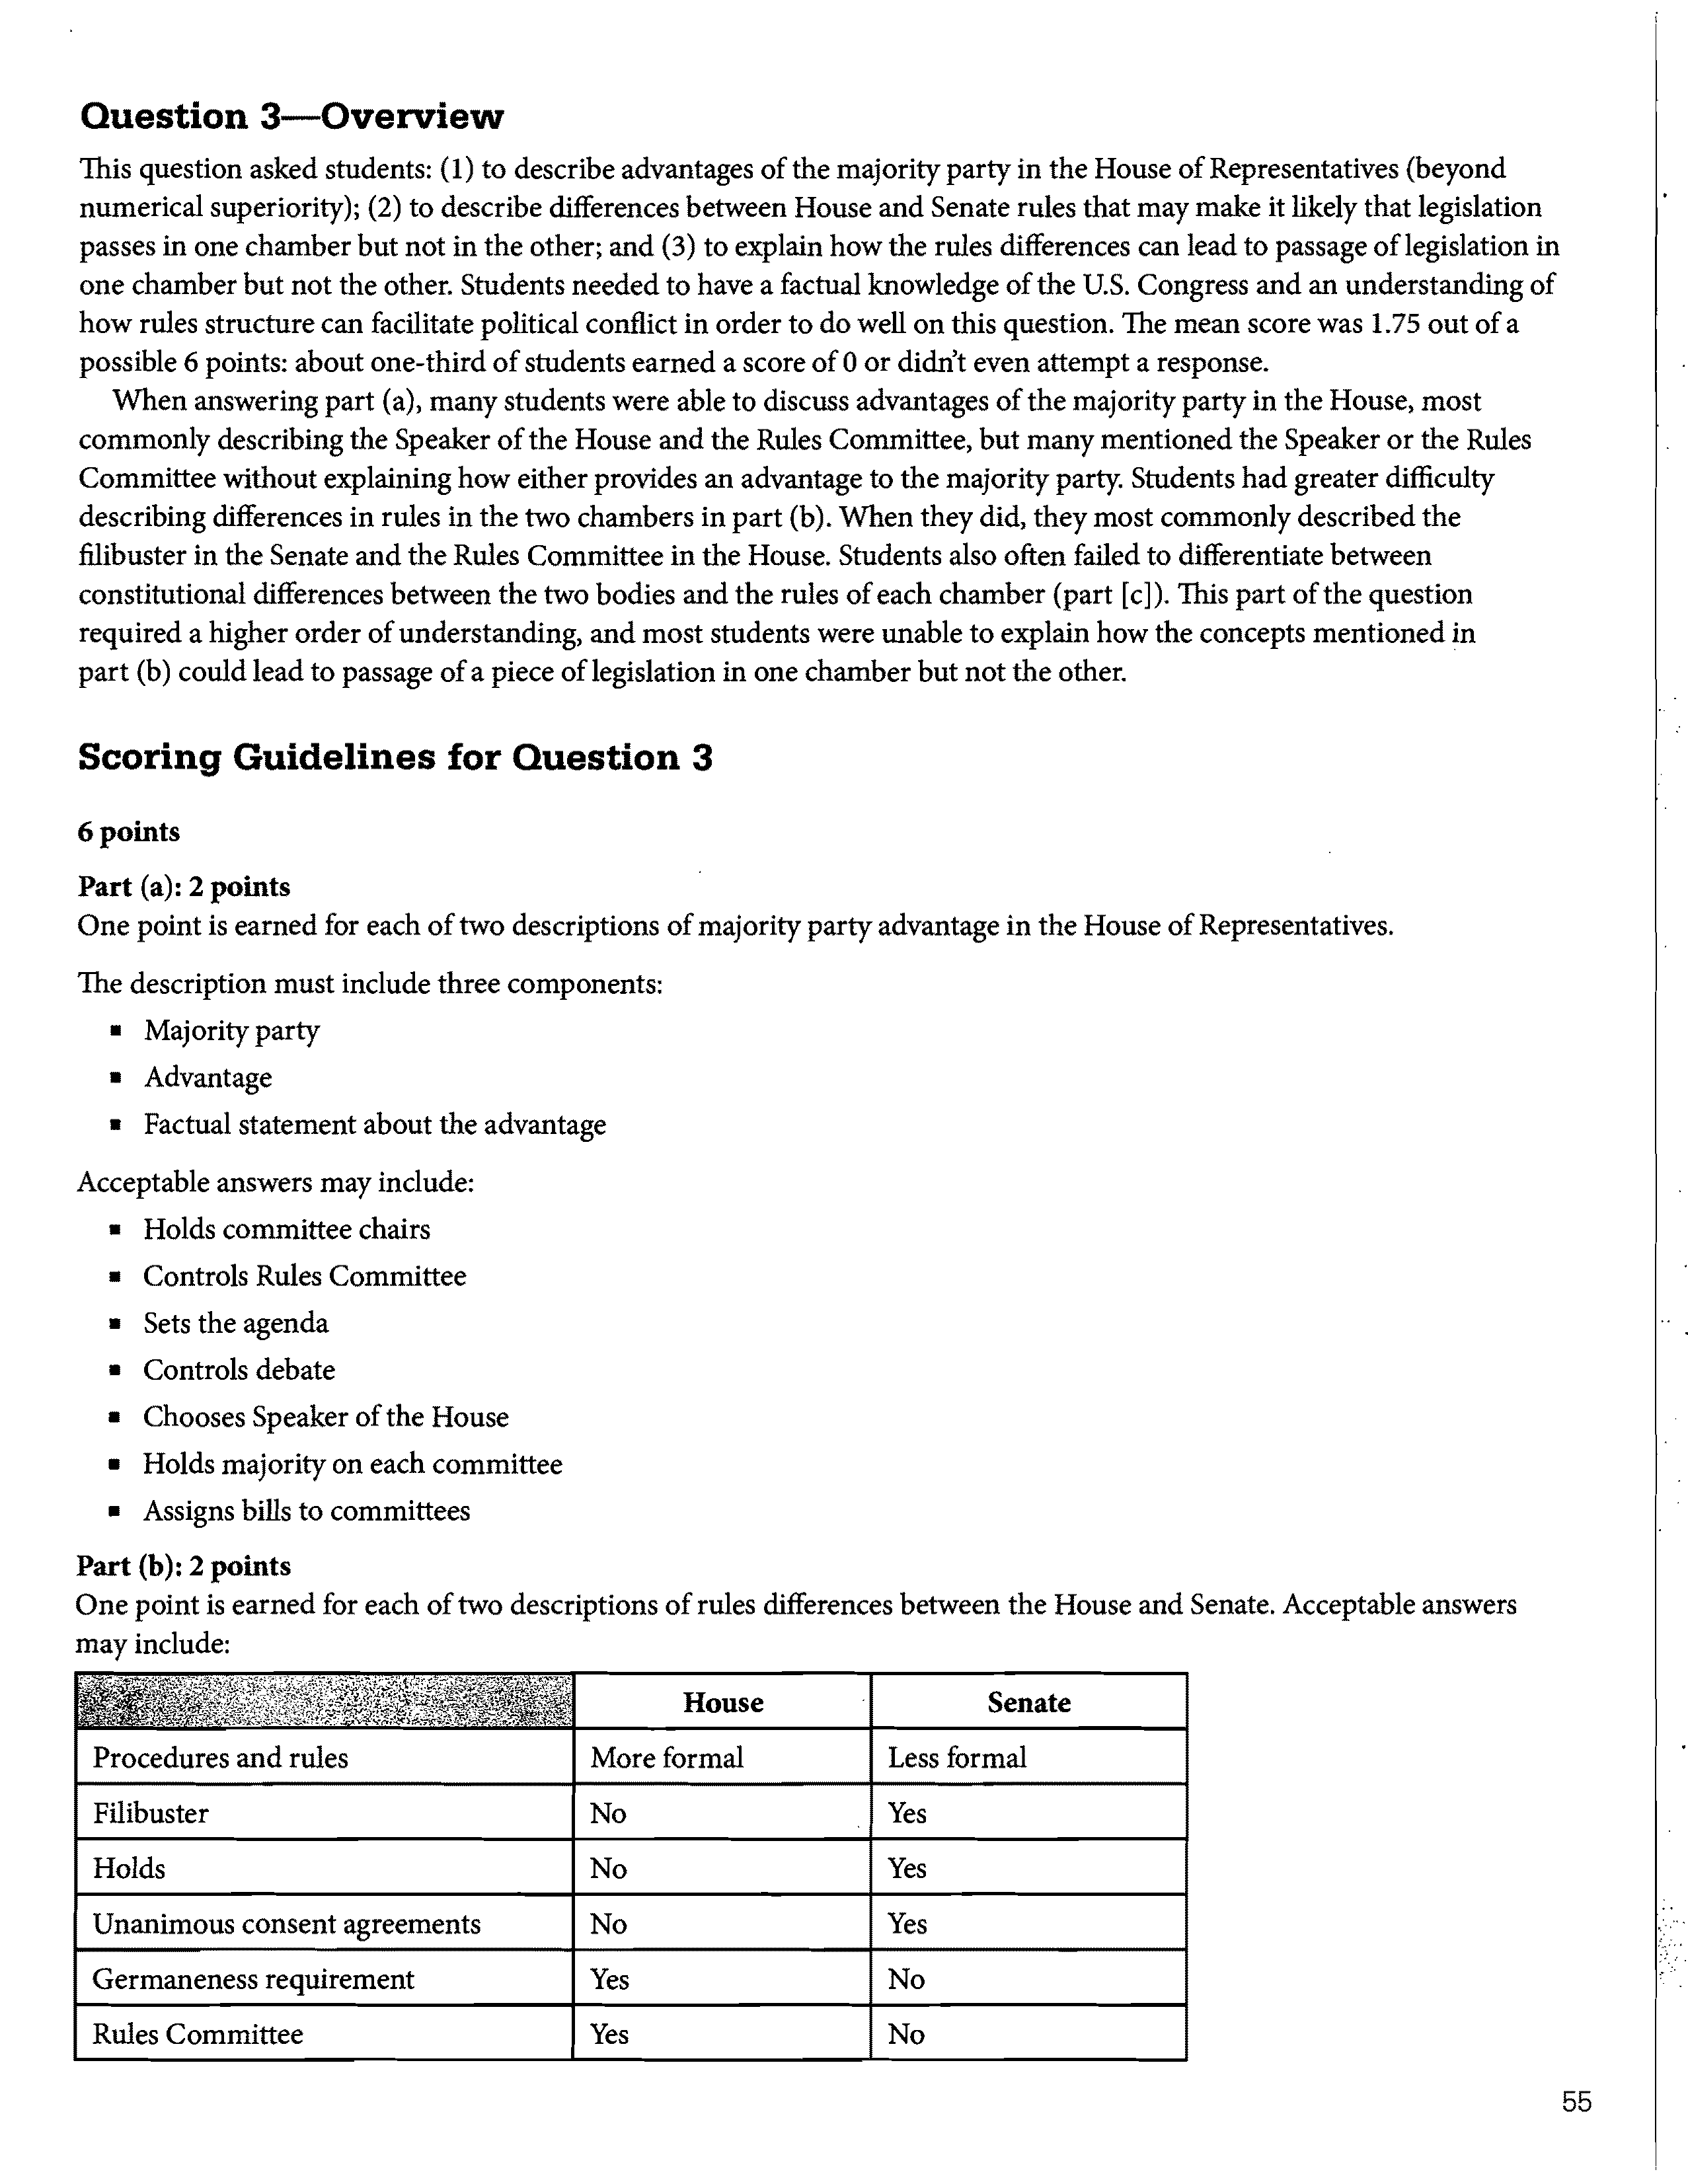 Question 3—Overview
This question asked students: (1) to describe advantages of the majority party in the House of Representatives (beyond
numerical superiority); (2) to describe differences between House and Senate rules that may make it likely that legislation
passes in one chamber but not in the other; and (3) to explain how the rules differences can lead to passage of legislation in
one chamber but not the other. Students needed to have a factual knowledge of the U.S. Congress and an understanding of
how rules structure can facilitate political conflict in order to do well on this question. The mean score was 1.75 out of a
possible 6 points: about one-third of students earned a score of 0 or didn't even attempt a response.
When answering part (a), many students were able to discuss advantages of the majority party in the House, most
commonly describing the Speaker of the House and the Rules Committee, but many mentioned the Speaker or the Rules
Committee without explaining how either provides an advantage to the majority party. Students had greater difficulty
describing differences in rules in the two chambers in part (b). When they did, they most commonly described the
filibuster in the Senate and the Rules Committee in the House. Students also often failed to differentiate between
constitutional differences between the two bodies and the rules of each chamber (part [c]). This part of the question
required a higher order of understanding, and most students were unable to explain how the concepts mentioned in
part (b) could lead to passage of a piece of legislation in one chamber but not the other.
Scoring Guidelines for Question 3
6 points
Part (a): 2 points
One point is earned for each of two descriptions of majority party advantage in the House of Representatives.
The description must include three components:
▪ Majority party
▪ Advantage
▪ Factual statement about the advantage
Acceptable answers may include:
▪ Holds committee chairs
▪ Controls Rules Committee
▪ Sets the agenda
▪ Controls debate
▪ Chooses Speaker of the House
▪ Holds majority on each committee
▪ Assigns bills to committees
Part (b): 2 points
One point is earned for each of two descriptions of rules differences between the House and Senate. Acceptable answers
may include:
House Senate
Procedures and rules More formal Less formal
Filibuster No Yes
Holds No Yes
Unanimous consent agreements No Yes
Germaneness requirement Yes No
Rules Committee Yes No
55